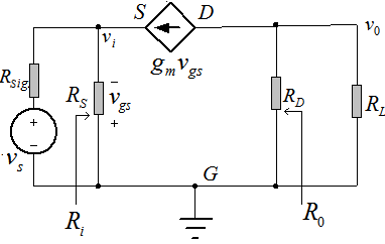 S D
v_i v_0
g_m v_gs
R_sig R_S − v_gs + R_D R_L
+ − v_s
G
R_i R_0